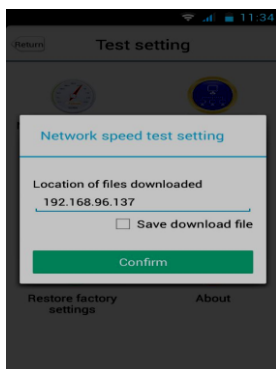 11:34
Return
Test setting
Network speed test setting
Location of files downloaded
192.168.96.137
Save download file
Confirm
Restore factory
settings
About